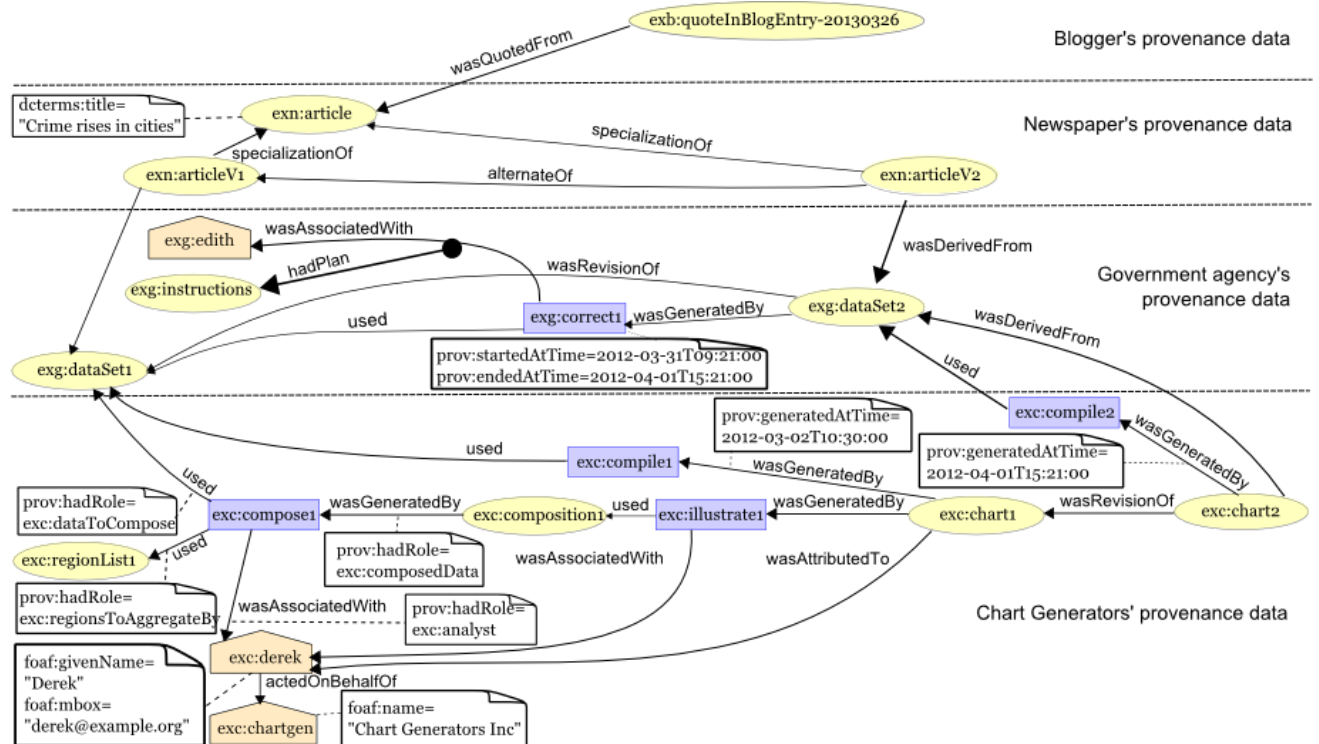 exb:quoteInBlogEntry-20130326
wasQuotedFrom
Blogger's provenance data
dcterms:title=
"Crime rises in cities"
exn:article
specializationOf
Newspaper's provenance data
specializationOf
exn:articleV1
alternateOf
exn:articleV2
wasAssociatedWith
exg:edith
hadPlan
exg:instructions
wasRevisionOf
wasDerivedFrom
Government agency's
provenance data
exg:correct1
wasGeneratedBy
exg:dataSet2
wasDerivedFrom
used
prov:startedAtTime=2012-03-31T09:21:00
prov:endedAtTime=2012-04-01T15:21:00
exg:dataSet1
used
prov:generatedAtTime=
2012-03-02T10:30:00
exc:compile2
wasGeneratedBy
prov:generatedAtTime=
2012-04-01T15:21:00
used
exc:compile1
wasGeneratedBy
used
prov:hadRole=
exc:dataToCompose
exc:compose1
wasGeneratedBy
exc:composition1
used
exc:illustrate1
wasGeneratedBy
exc:chart1
wasRevisionOf
exc:chart2
exc:regionList1
used
prov:hadRole=
exc:composedData
wasAssociatedWith
wasAttributedTo
prov:hadRole=
exc:regionsToAggregateBy
wasAssociatedWith
prov:hadRole=
exc:analyst
Chart Generators' provenance data
exc:derek
foaf:givenName=
"Derek"
foaf:mbox=
"derek@example.org"
actedOnBehalfOf
exc:chartgen
foaf:name=
"Chart Generators Inc"